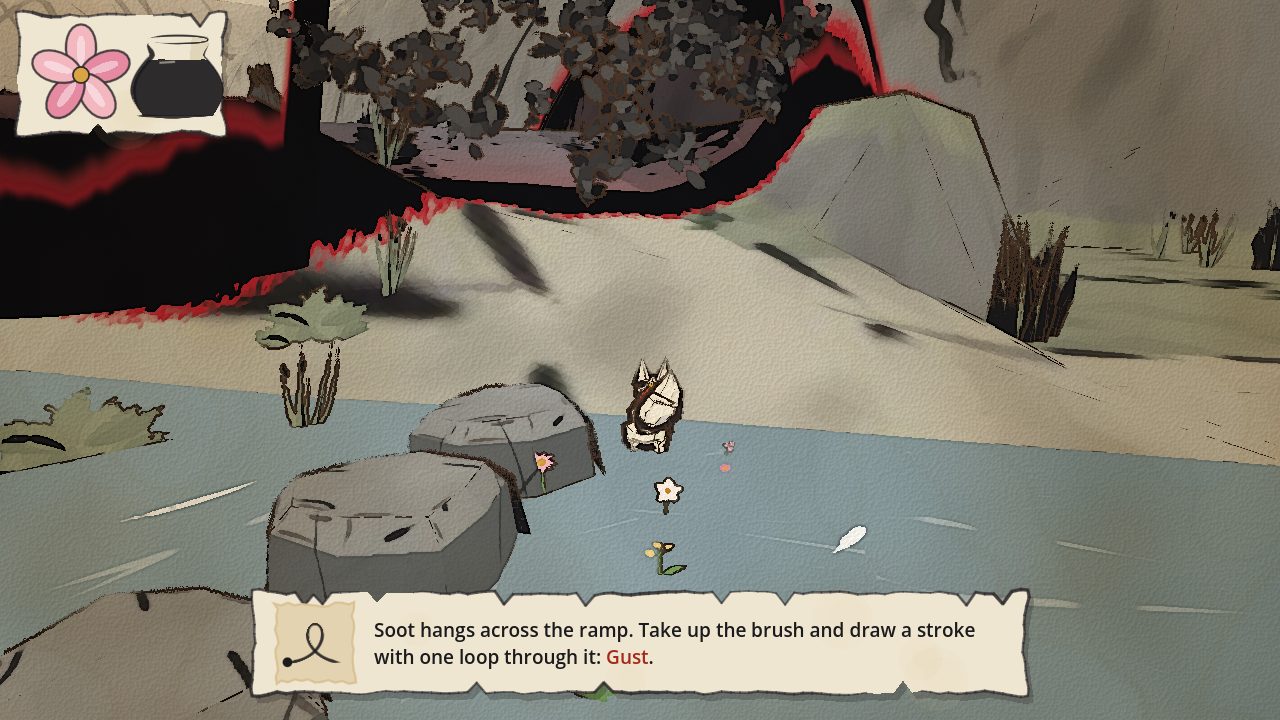 Soot hangs across the ramp. Take up the brush and draw a stroke
with one loop through it: Gust.